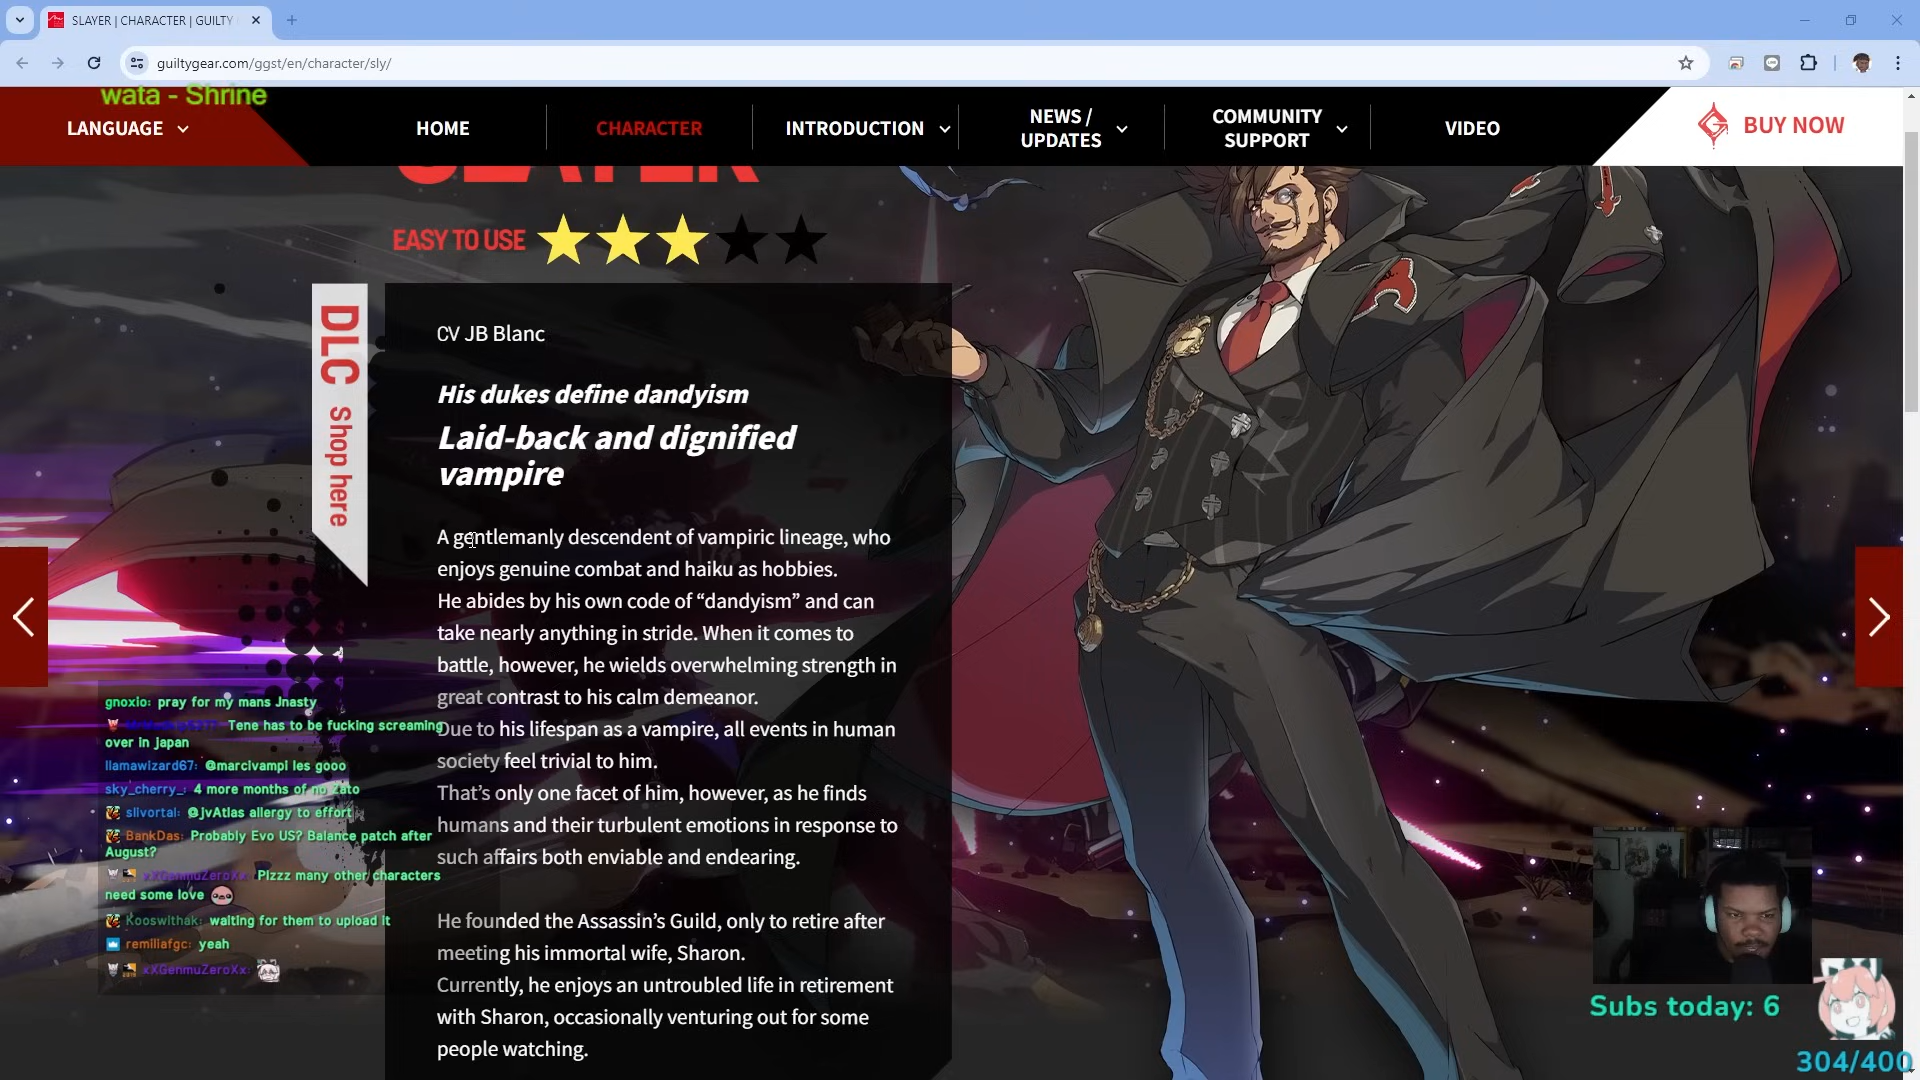 SLAYER | CHARACTER | GUILTY
guiltygear.com/ggst/en/character/sly/
wata - Shrine
LANGUAGE
HOME
CHARACTER
INTRODUCTION
NEWS /
UPDATES
COMMUNITY
SUPPORT
VIDEO
BUY NOW
SLAYER
EASY TO USE
DLC Shop here
CV JB Blanc
His dukes define dandyism
Laid-back and dignified
vampire
A gentlemanly descendent of vampiric lineage, who
enjoys genuine combat and haiku as hobbies.
He abides by his own code of “dandyism” and can
take nearly anything in stride. When it comes to
battle, however, he wields overwhelming strength in
great contrast to his calm demeanor.
Due to his lifespan as a vampire, all events in human
society feel trivial to him.
That’s only one facet of him, however, as he finds
humans and their turbulent emotions in response to
such affairs both enviable and endearing.
He founded the Assassin’s Guild, only to retire after
meeting his immortal wife, Sharon.
Currently, he enjoys an untroubled life in retirement
with Sharon, occasionally venturing out for some
people watching.
gnoxio: pray for my mans Jnasty
Tene has to be fucking screaming
over in japan
llamawizard67: @marcivampi les gooo
sky_cherry_: 4 more months of no zato
slivortal: @jvAtlas allergy to effort
BankDas: Probably Evo US? Balance patch after
August?
xXGenmuZeroXx: Plzzz many other characters
need some love
Kooswithak: waiting for them to upload it
remiliafgc: yeah
xXGenmuZeroXx:
Subs today: 6
304/400